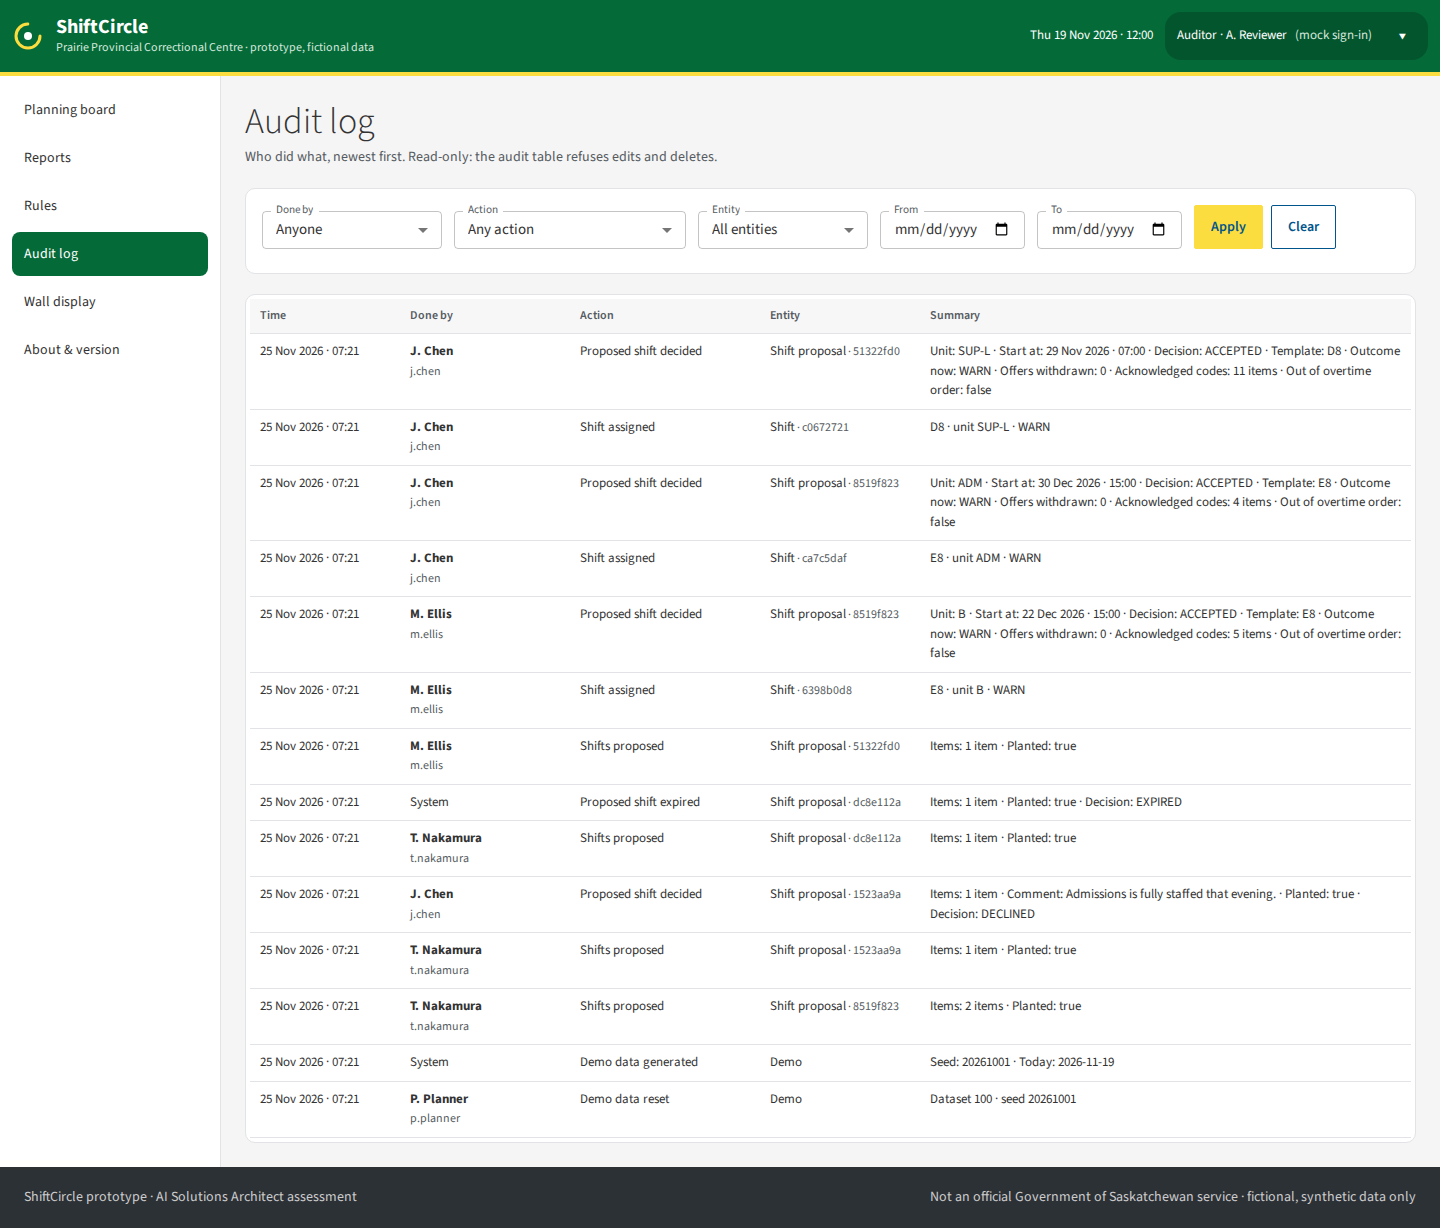 ShiftCircle
Prairie Provincial Correctional Centre · prototype, fictional data
Thu 19 Nov 2026 · 12:00
Auditor · A. Reviewer (mock sign-in) ▼
Planning board
Reports
Rules
Audit log
Wall display
About & version
Audit log
Who did what, newest first. Read-only: the audit table refuses edits and deletes.
Done by
Anyone
Action
Any action
Entity
All entities
From
mm/dd/yyyy
To
mm/dd/yyyy
Apply
Clear
Time Done by Action Entity Summary
25 Nov 2026 · 07:21 J. Chen Proposed shift decided Shift proposal · 51322fd0 Unit: SUP-L · Start at: 29 Nov 2026 · 07:00 · Decision: ACCEPTED · Template: D8 · Outcome
j.chen now: WARN · Offers withdrawn: 0 · Acknowledged codes: 11 items · Out of overtime
order: false
25 Nov 2026 · 07:21 J. Chen Shift assigned Shift · c0672721 D8 · unit SUP-L · WARN
j.chen
25 Nov 2026 · 07:21 J. Chen Proposed shift decided Shift proposal · 8519f823 Unit: ADM · Start at: 30 Dec 2026 · 15:00 · Decision: ACCEPTED · Template: E8 · Outcome
j.chen now: WARN · Offers withdrawn: 0 · Acknowledged codes: 4 items · Out of overtime order:
false
25 Nov 2026 · 07:21 J. Chen Shift assigned Shift · ca7c5daf E8 · unit ADM · WARN
j.chen
25 Nov 2026 · 07:21 M. Ellis Proposed shift decided Shift proposal · 8519f823 Unit: B · Start at: 22 Dec 2026 · 15:00 · Decision: ACCEPTED · Template: E8 · Outcome
m.ellis now: WARN · Offers withdrawn: 0 · Acknowledged codes: 5 items · Out of overtime order:
false
25 Nov 2026 · 07:21 M. Ellis Shift assigned Shift · 6398b0d8 E8 · unit B · WARN
m.ellis
25 Nov 2026 · 07:21 M. Ellis Shifts proposed Shift proposal · 51322fd0 Items: 1 item · Planted: true
m.ellis
25 Nov 2026 · 07:21 System Proposed shift expired Shift proposal · dc8e112a Items: 1 item · Planted: true · Decision: EXPIRED
25 Nov 2026 · 07:21 T. Nakamura Shifts proposed Shift proposal · dc8e112a Items: 1 item · Planted: true
t.nakamura
25 Nov 2026 · 07:21 J. Chen Proposed shift decided Shift proposal · 1523aa9a Items: 1 item · Comment: Admissions is fully staffed that evening. · Planted: true ·
j.chen Decision: DECLINED
25 Nov 2026 · 07:21 T. Nakamura Shifts proposed Shift proposal · 1523aa9a Items: 1 item · Planted: true
t.nakamura
25 Nov 2026 · 07:21 T. Nakamura Shifts proposed Shift proposal · 8519f823 Items: 2 items · Planted: true
t.nakamura
25 Nov 2026 · 07:21 System Demo data generated Demo Seed: 20261001 · Today: 2026-11-19
25 Nov 2026 · 07:21 P. Planner Demo data reset Demo Dataset 100 · seed 20261001
p.planner
ShiftCircle prototype · AI Solutions Architect assessment
Not an official Government of Saskatchewan service · fictional, synthetic data only